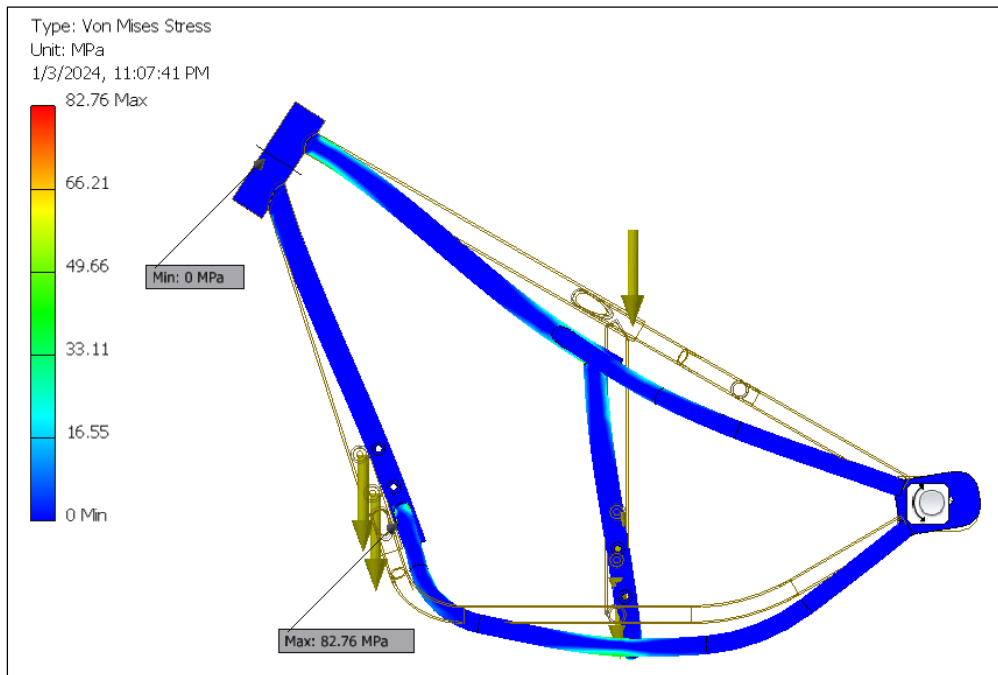 Type: Von Mises Stress
Unit: MPa
1/3/2024, 11:07:41 PM
82.76 Max
66.21
49.66
33.11
16.55
0 Min
Min: 0 MPa
Max: 82.76 MPa